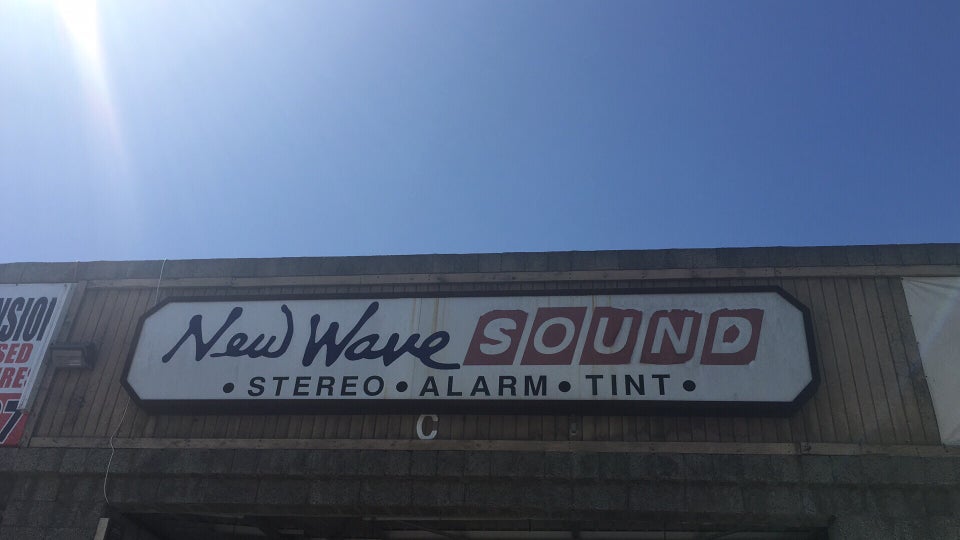 New Wave SOUND
• STEREO • ALARM • TINT •
C